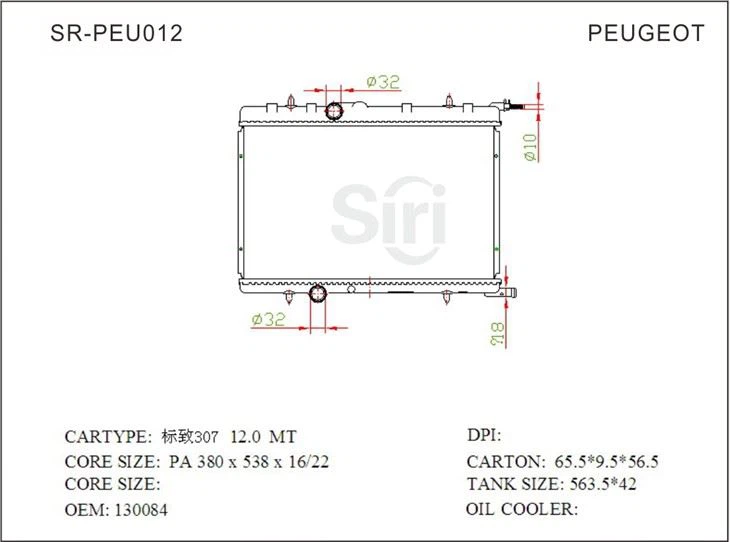 SR-PEU012 PEUGEOT
Ø32
Ø10
Siri
Ø32
?18
CARTYPE: 标致307 12.0 MT DPI:
CORE SIZE: PA 380 x 538 x 16/22 CARTON: 65.5*9.5*56.5
CORE SIZE: TANK SIZE: 563.5*42
OEM: 130084 OIL COOLER: